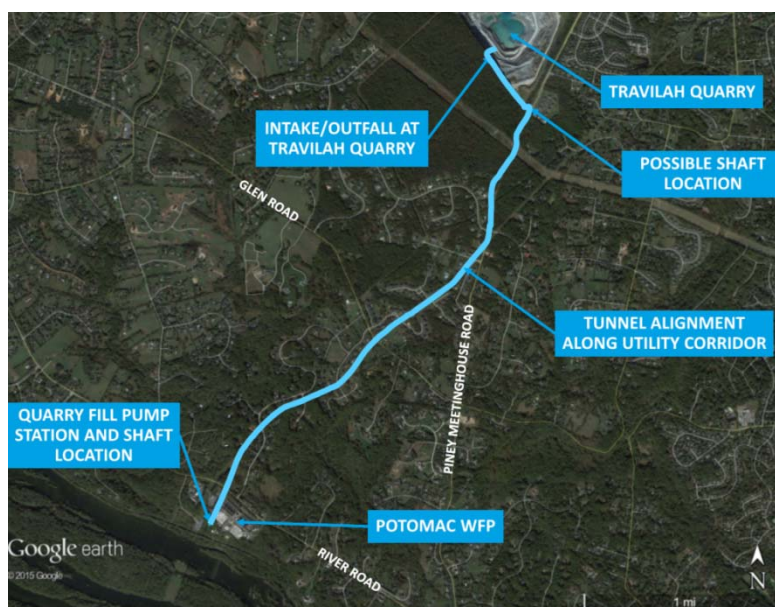 TRAVILAH QUARRY
INTAKE/OUTFALL AT
TRAVILAH QUARRY
POSSIBLE SHAFT
LOCATION
GLEN ROAD
TUNNEL ALIGNMENT
ALONG UTILITY CORRIDOR
PINEY MEETINGHOUSE ROAD
QUARRY FILL PUMP
STATION AND SHAFT
LOCATION
POTOMAC WFP
RIVER ROAD
Google earth
© 2015 Google
N
1 mi